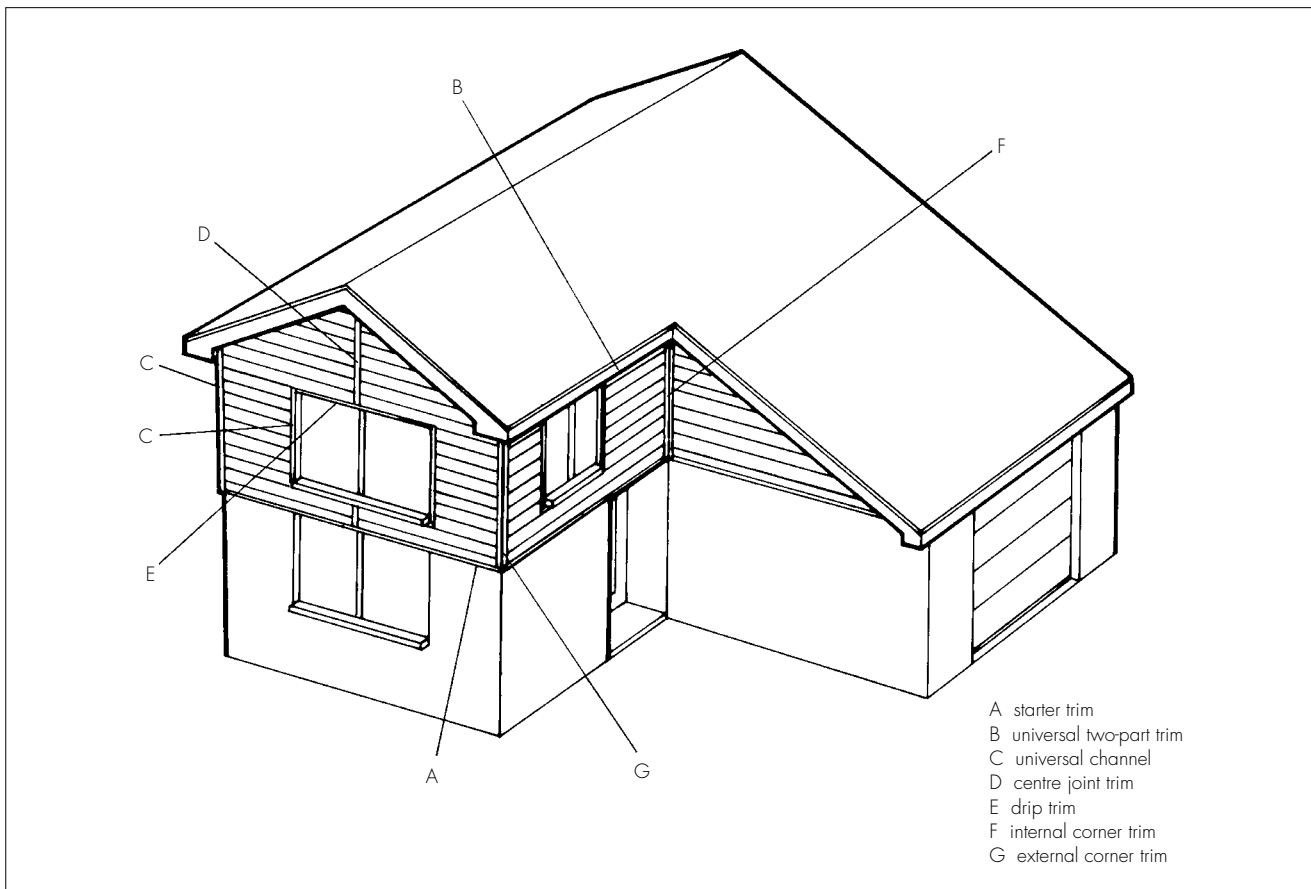 B
F
D
C
C
E
A
G
A starter trim
B universal two-part trim
C universal channel
D centre joint trim
E drip trim
F internal corner trim
G external corner trim